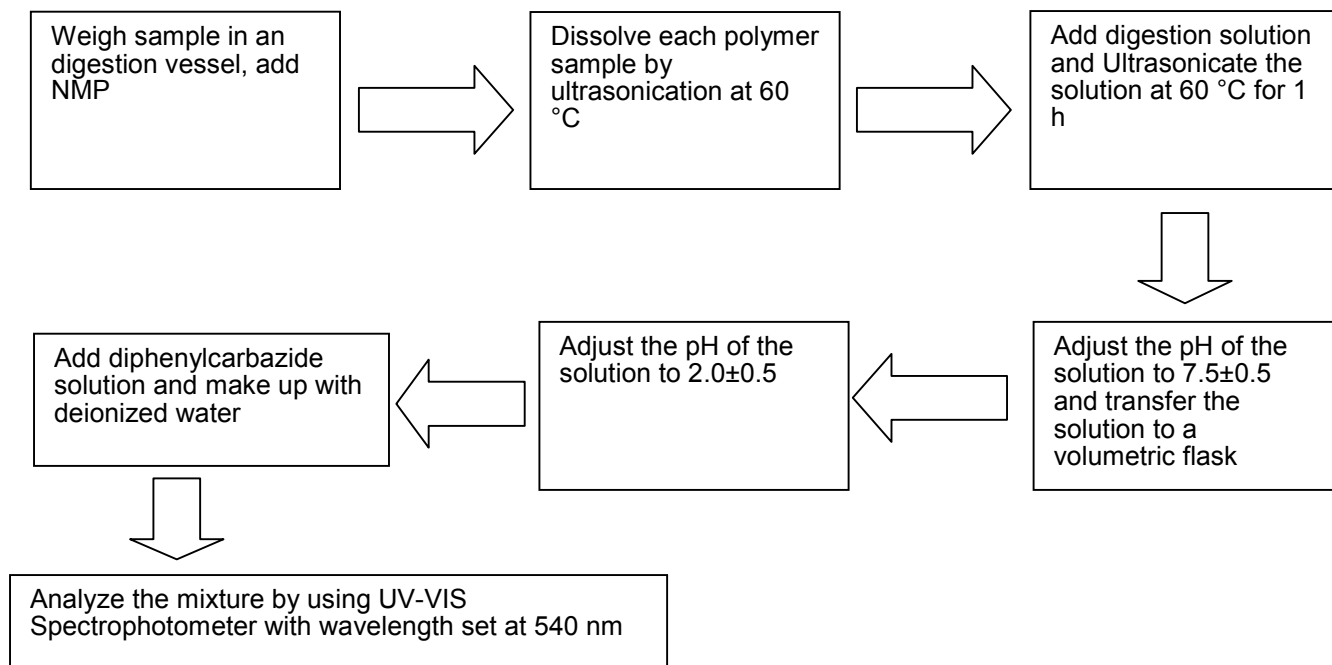 Weigh sample in an
digestion vessel, add
NMP
Dissolve each polymer
sample by
ultrasonication at 60
°C
Add digestion solution
and Ultrasonicate the
solution at 60 °C for 1
h
Adjust the pH of the
solution to 7.5±0.5
and transfer the
solution to a
volumetric flask
Adjust the pH of the
solution to 2.0±0.5
Add diphenylcarbazide
solution and make up with
deionized water
Analyze the mixture by using UV-VIS
Spectrophotometer with wavelength set at 540 nm